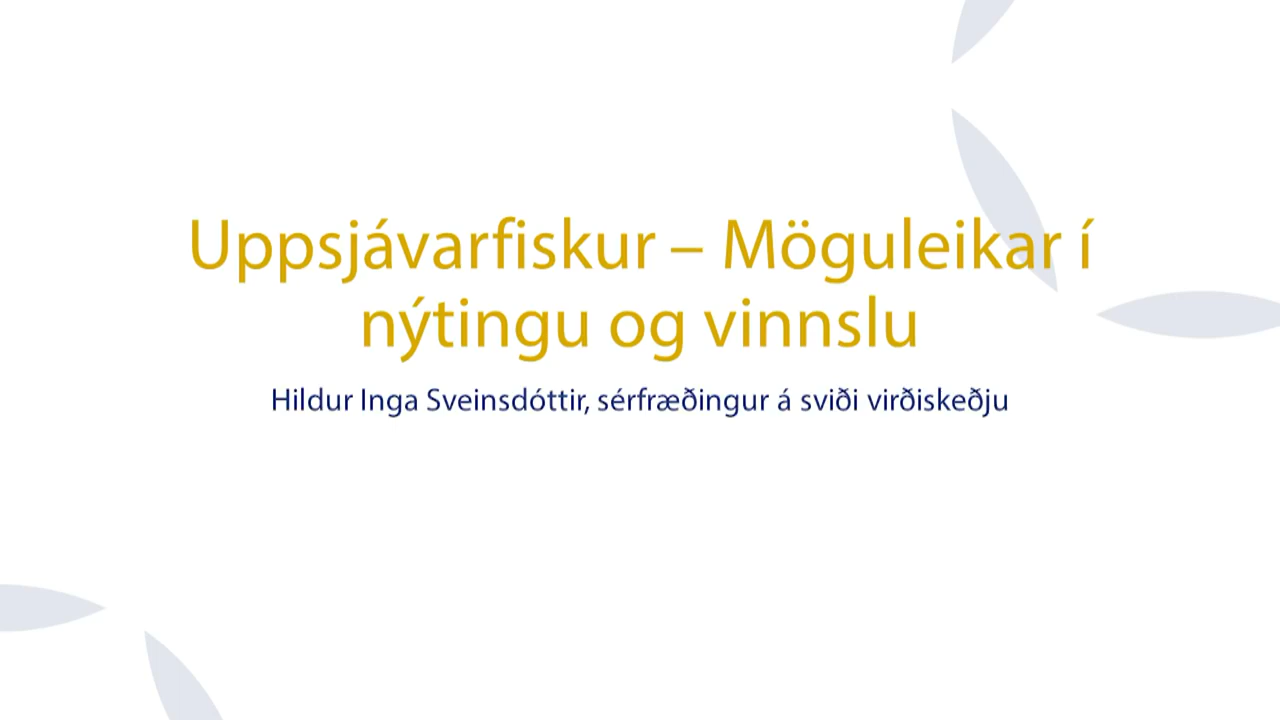 Uppsjávarfiskur – Möguleikar í
nýtingu og vinnslu
Hildur Inga Sveinsdóttir, sérfræðingur á sviði virðiskeðju